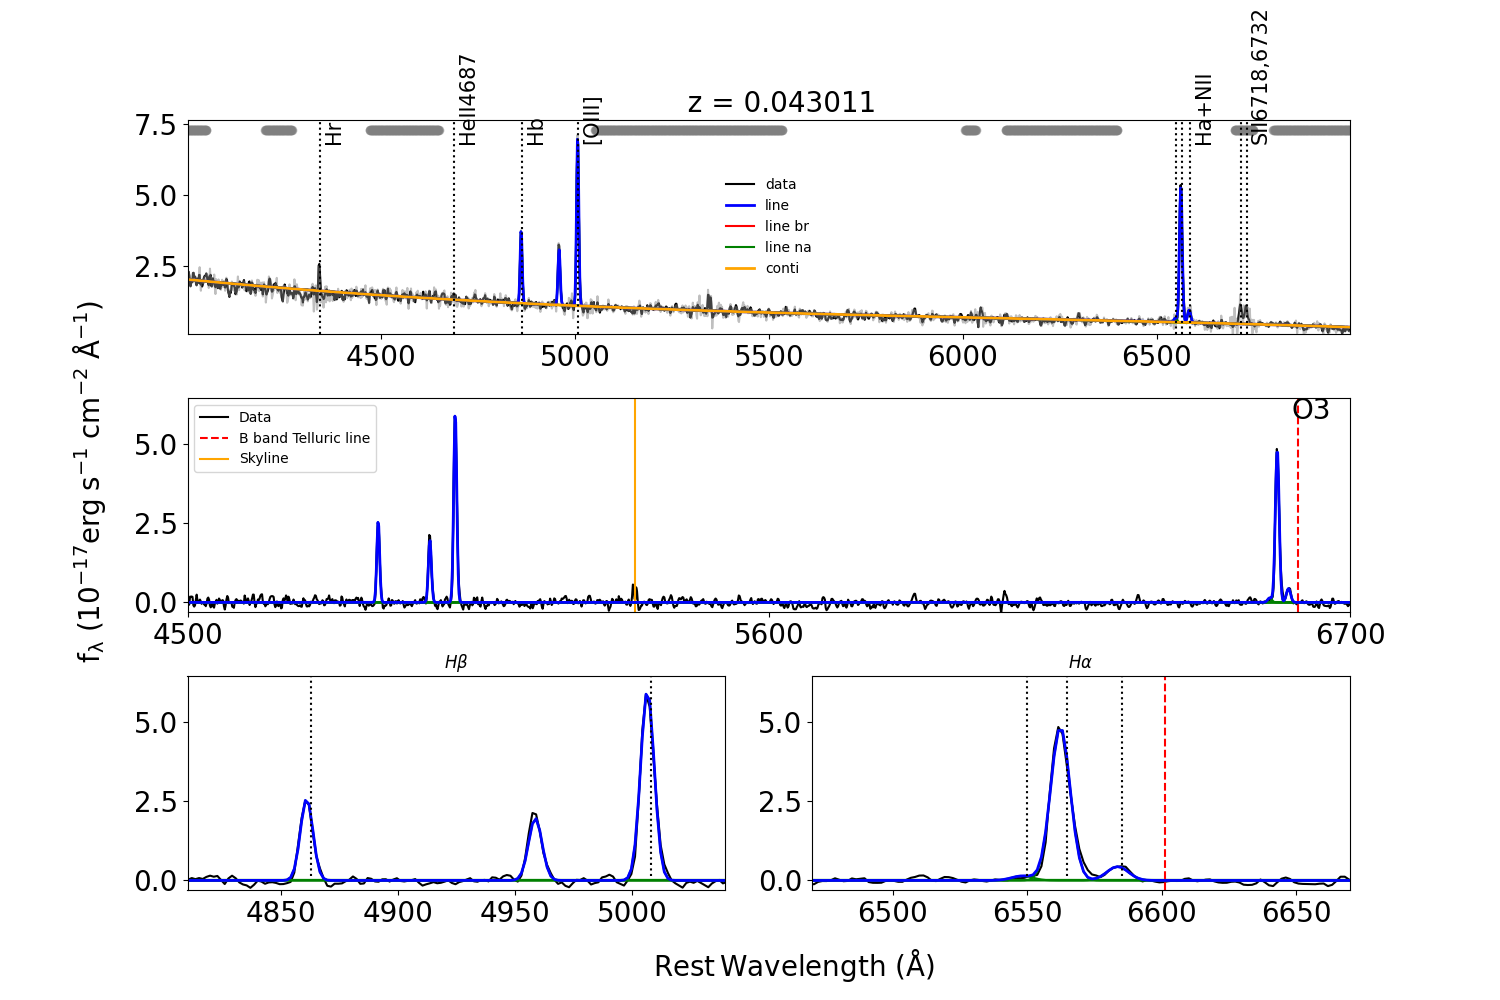 z = 0.043011
Hr
HeII4687
Hb
[OIII]
Ha+NII
SII6718,6732
7.5
5.0
2.5
data
line
line br
line na
conti
4500
5000
5500
6000
6500
f_λ (10^{-17}erg s^{-1} cm^{-2} Å^{-1})
O3
Data
B band Telluric line
Skyline
5.0
2.5
0.0
4500
5600
6700
Hβ
5.0
2.5
0.0
4850
4900
4950
5000
Hα
5.0
2.5
0.0
6500
6550
6600
6650
Rest Wavelength (Å)